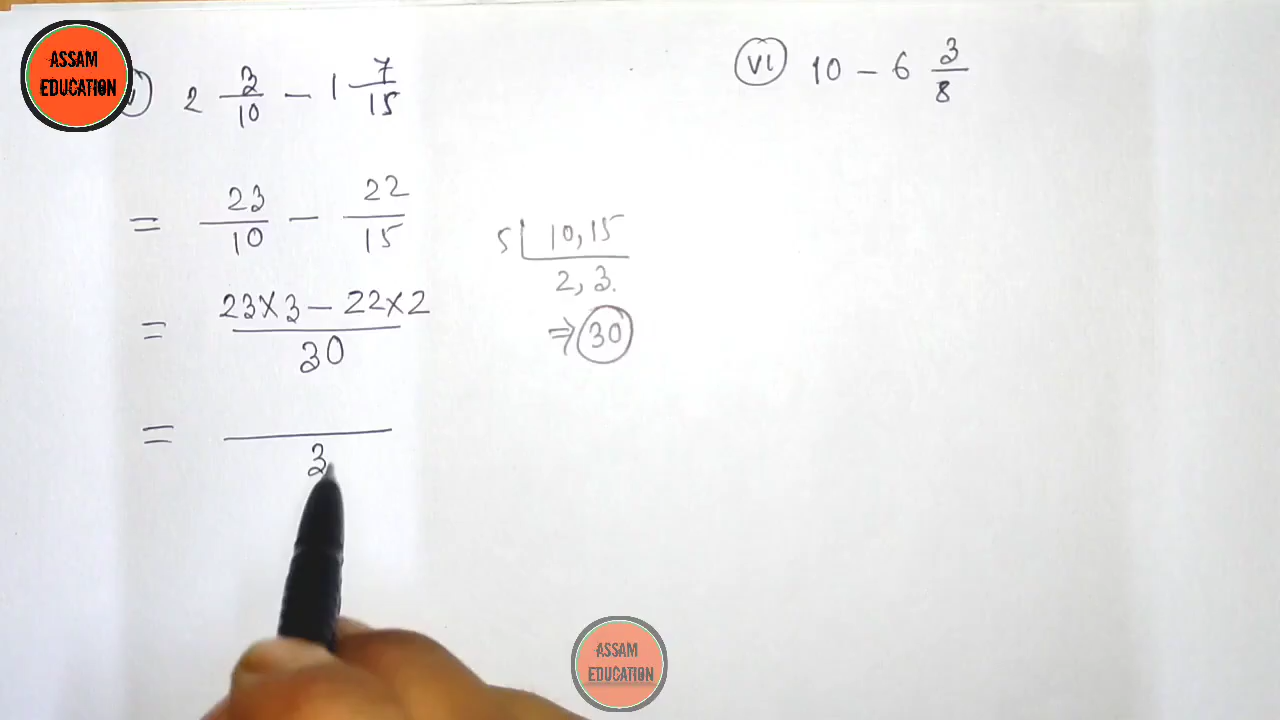 ASSAM
EDUCATION
2 3/10 − 1 7/15
= 23/10 − 22/15
= 23×3 − 22×2 / 30
= / 3
5 | 10, 15
2, 3.
⇒ 30
VI 10 − 6 3/8
ASSAM
EDUCATION